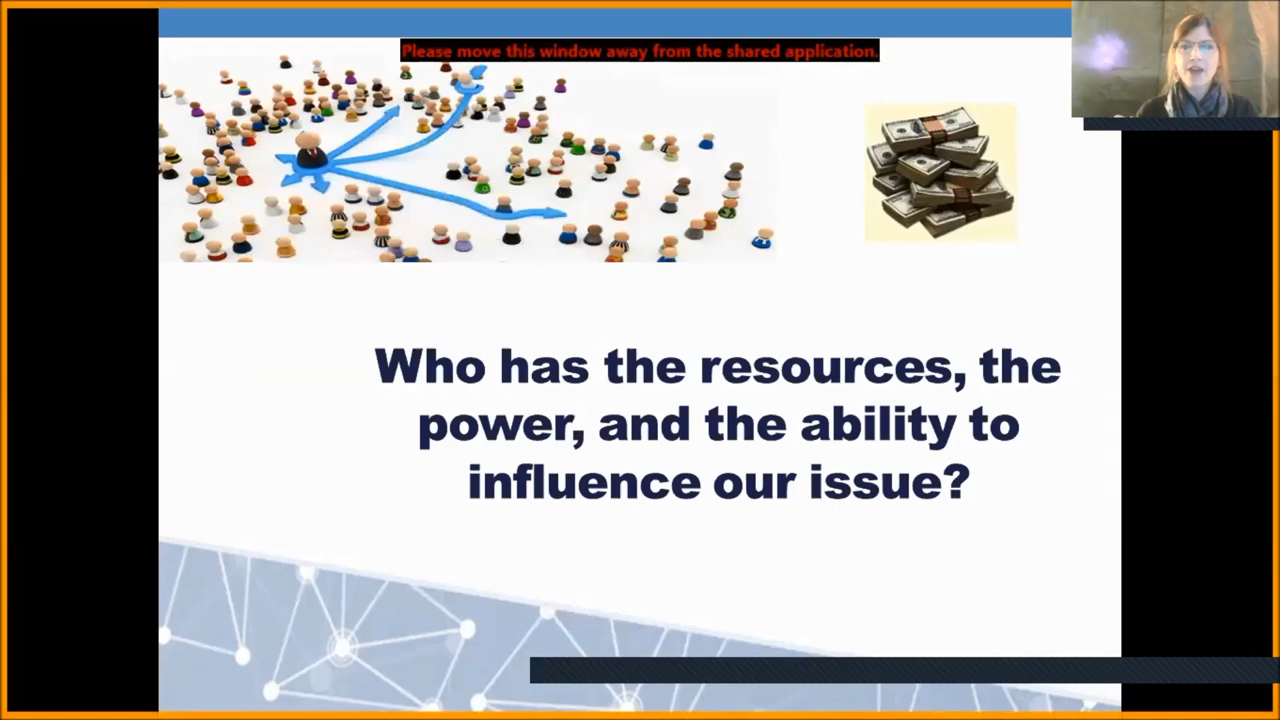 Please move this window away from the shared application.
Who has the resources, the
power, and the ability to
influence our issue?